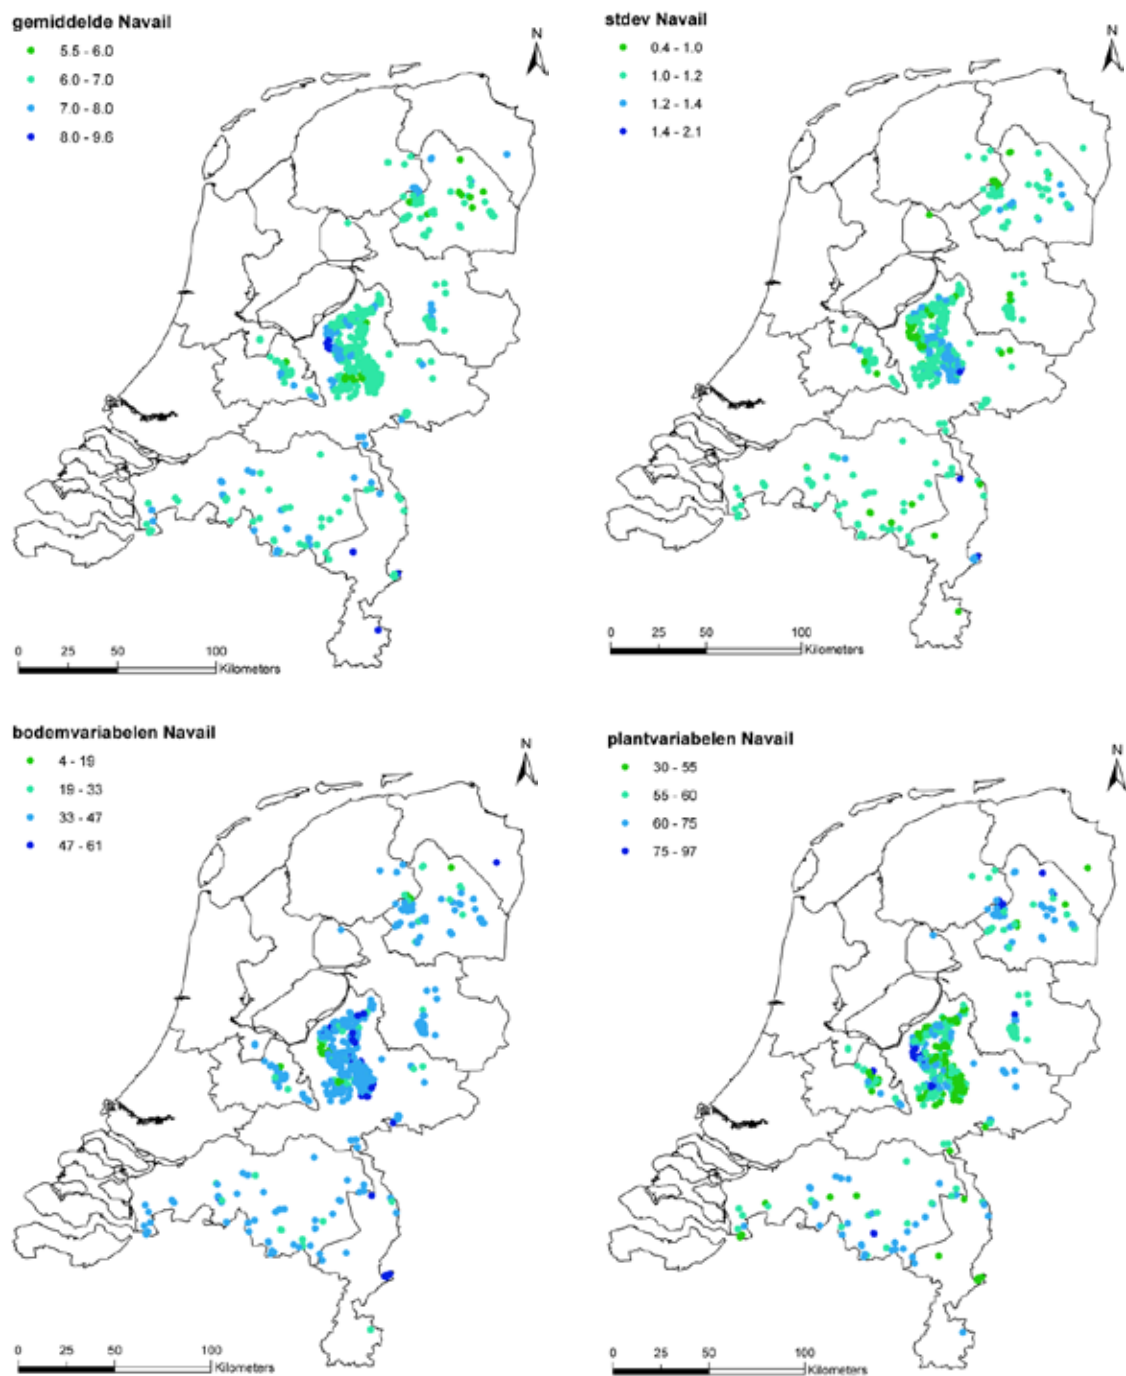 gemiddelde Navail
5.5 - 6.0
6.0 - 7.0
7.0 - 8.0
8.0 - 9.6
N
0 25 50 100
Kilometers
stdev Navail
0.4 - 1.0
1.0 - 1.2
1.2 - 1.4
1.4 - 2.1
N
0 25 50 100
Kilometers
bodemvariabelen Navail
4 - 19
19 - 33
33 - 47
47 - 61
N
0 25 50 100
Kilometers
plantvariabelen Navail
30 - 55
55 - 60
60 - 75
75 - 97
N
0 25 50 100
Kilometers